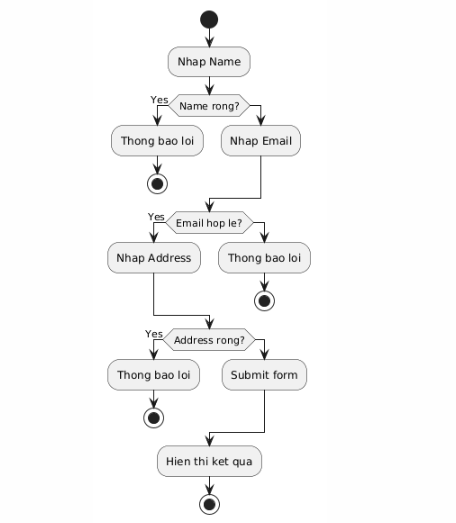 Nhap Name
Yes
Name rong?
Thong bao loi
Nhap Email
Yes
Email hop le?
Nhap Address
Thong bao loi
Yes
Address rong?
Thong bao loi
Submit form
Hien thi ket qua